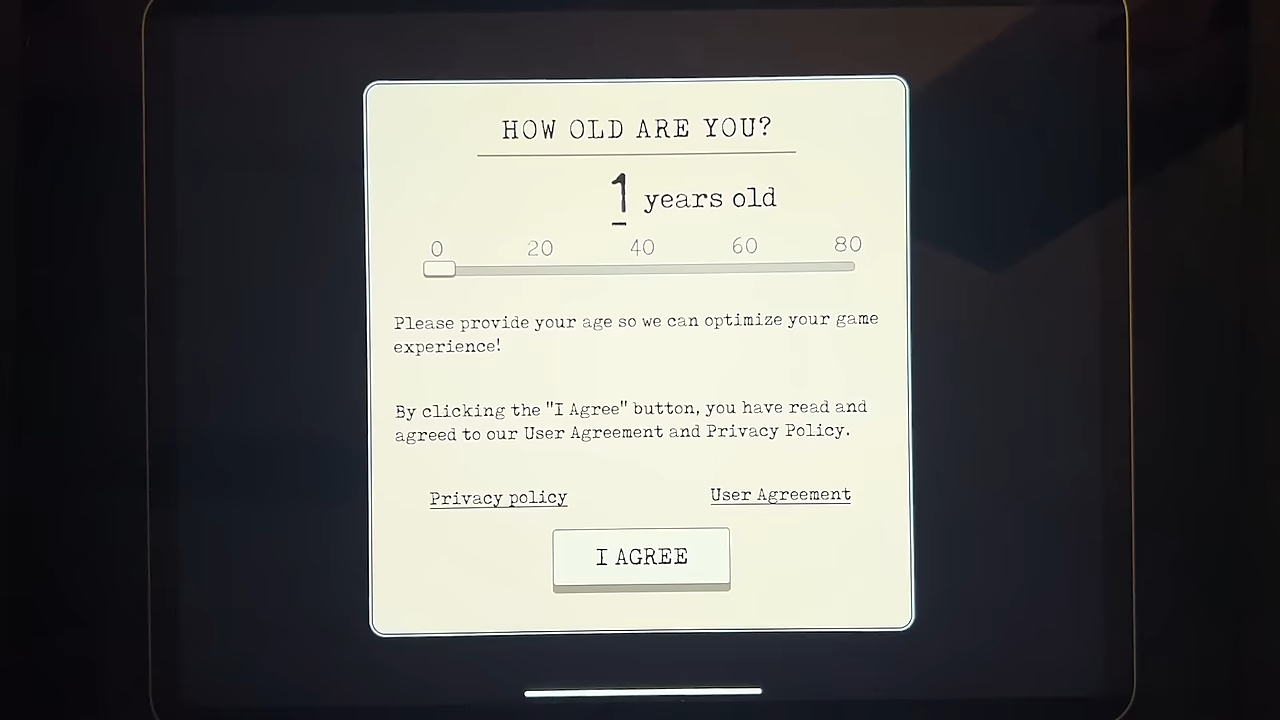 HOW OLD ARE YOU?
1 years old
0 20 40 60 80
Please provide your age so we can optimize your game
experience!
By clicking the "I Agree" button, you have read and
agreed to our User Agreement and Privacy Policy.
Privacy policy User Agreement
I AGREE